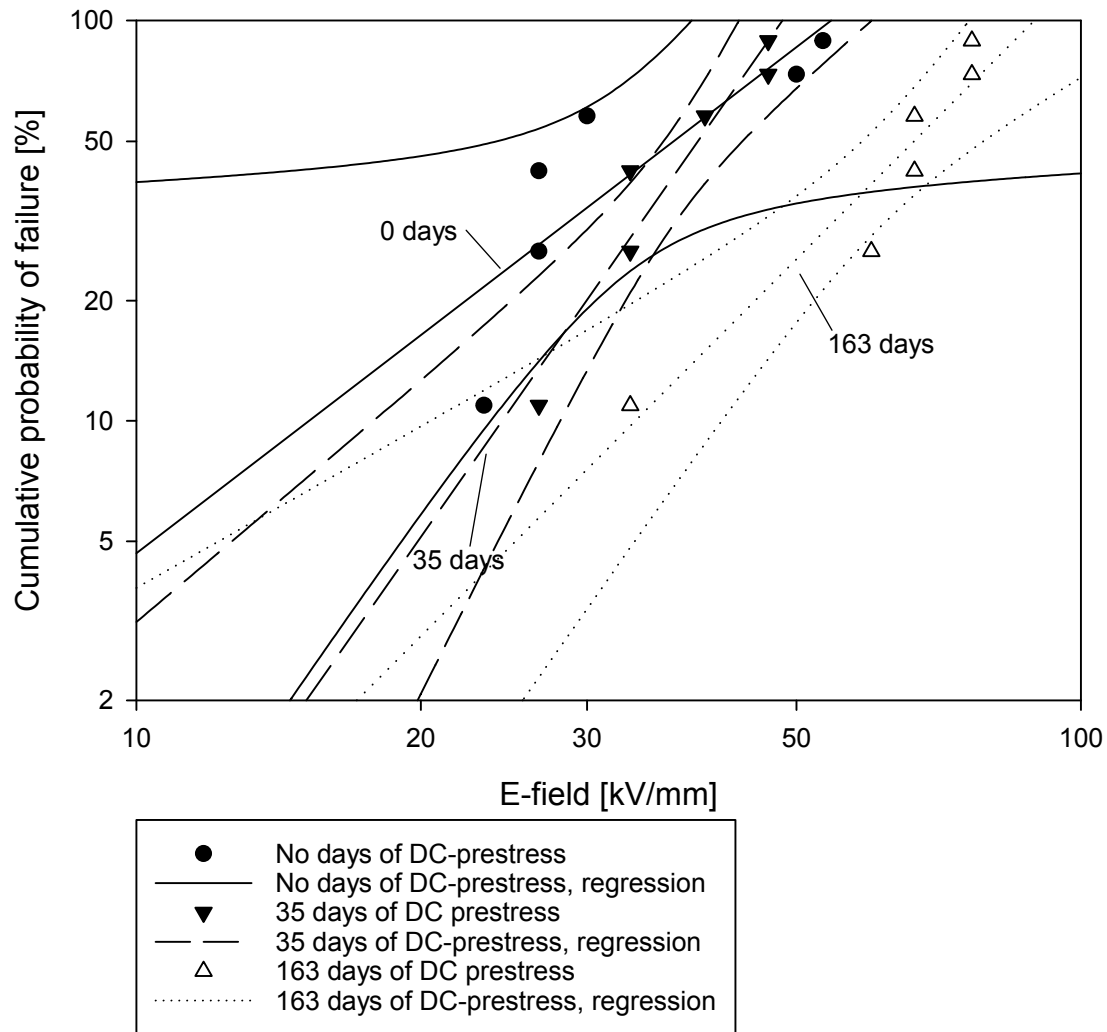 100
50
20
10
5
2
Cumulative probability of failure [%]
0 days
163 days
35 days
10
20
30
50
100
E-field [kV/mm]
No days of DC-prestress
No days of DC-prestress, regression
35 days of DC prestress
35 days of DC-prestress, regression
163 days of DC prestress
163 days of DC-prestress, regression